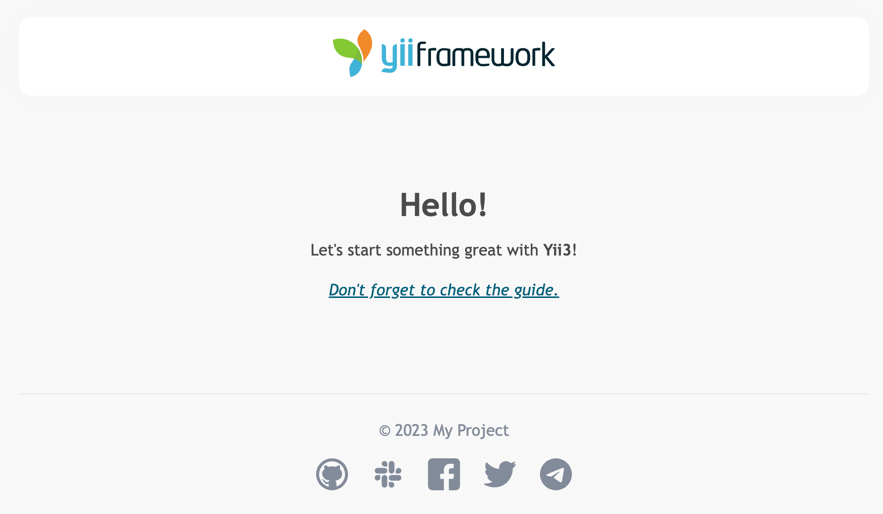 yiiframework
Hello!
Let's start something great with Yii3!
Don't forget to check the guide.
© 2023 My Project